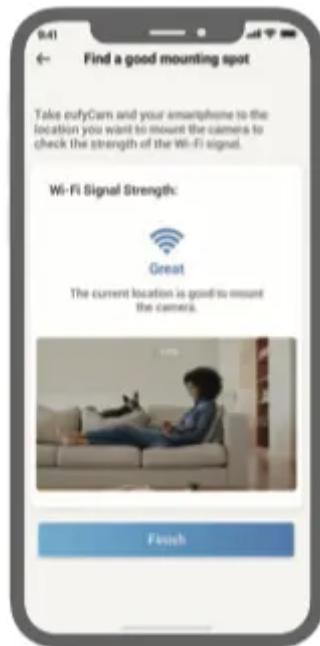 9:41
Find a good mounting spot
Take eufyCam and your smartphone to the
location you want to mount the camera to
check the strength of the Wi-Fi signal.
Wi-Fi Signal Strength:
Great
The current location is good to mount
the camera.
Finish